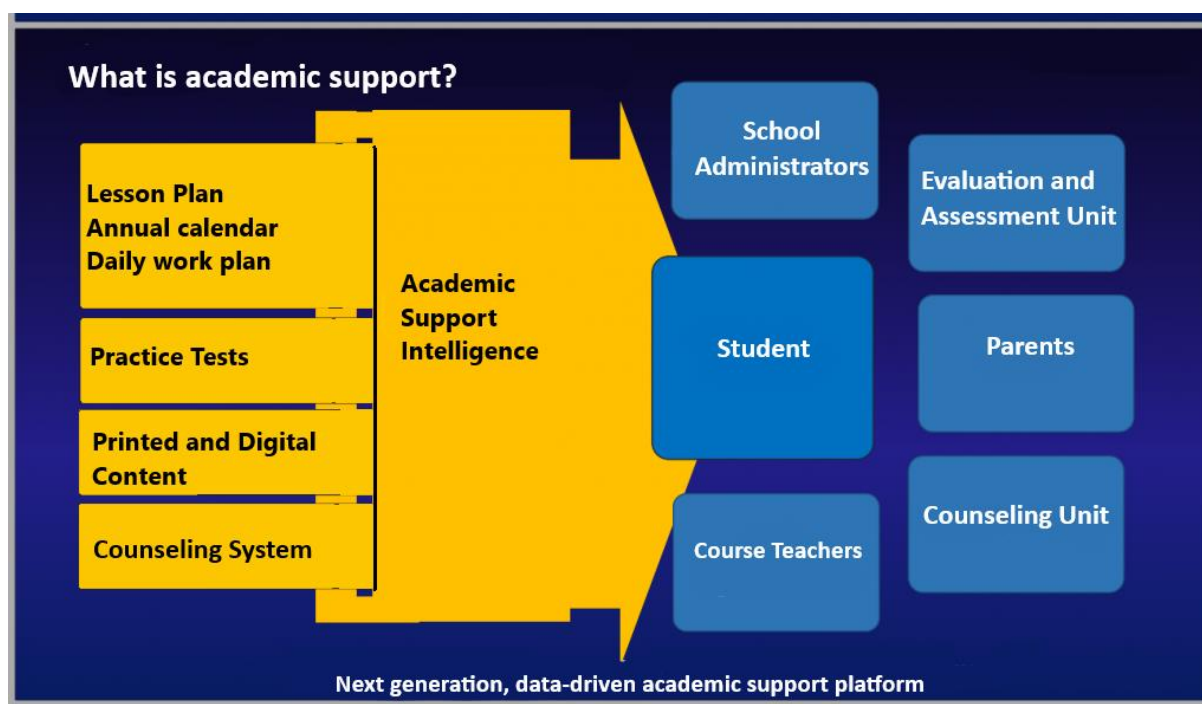 What is academic support?
Lesson Plan
Annual calendar
Daily work plan
Practice Tests
Printed and Digital
Content
Counseling System
Academic
Support
Intelligence
School
Administrators
Student
Course Teachers
Evaluation and
Assessment Unit
Parents
Counseling Unit
Next generation, data-driven academic support platform